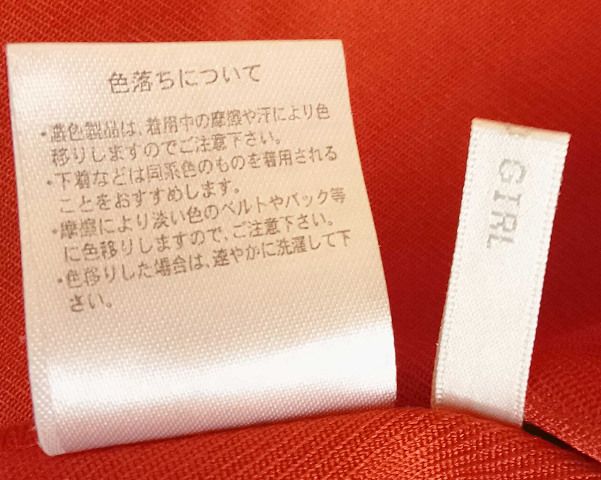 色落ちについて
・濃色製品は、着用中の摩擦や汗により色
移りしますのでご注意下さい。
・下着などは同系色のものを着用される
ことをおすすめします。
・摩擦により淡い色のベルトやバック等
に色移りしますので、ご注意下さい。
・色移りした場合は、速やかに洗濯して下
さい。
GIRL